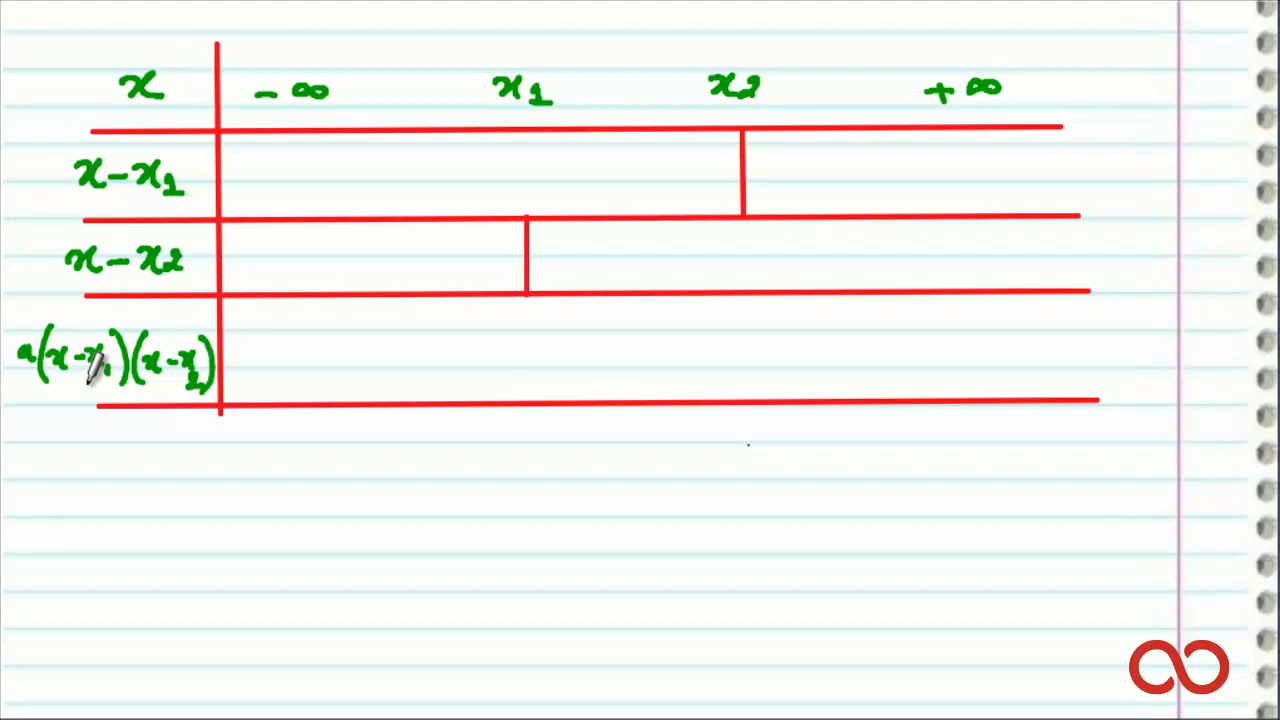 x -∞ x1 x2 +∞
x-x1
x-x2
a(x-x1)(x-x2)